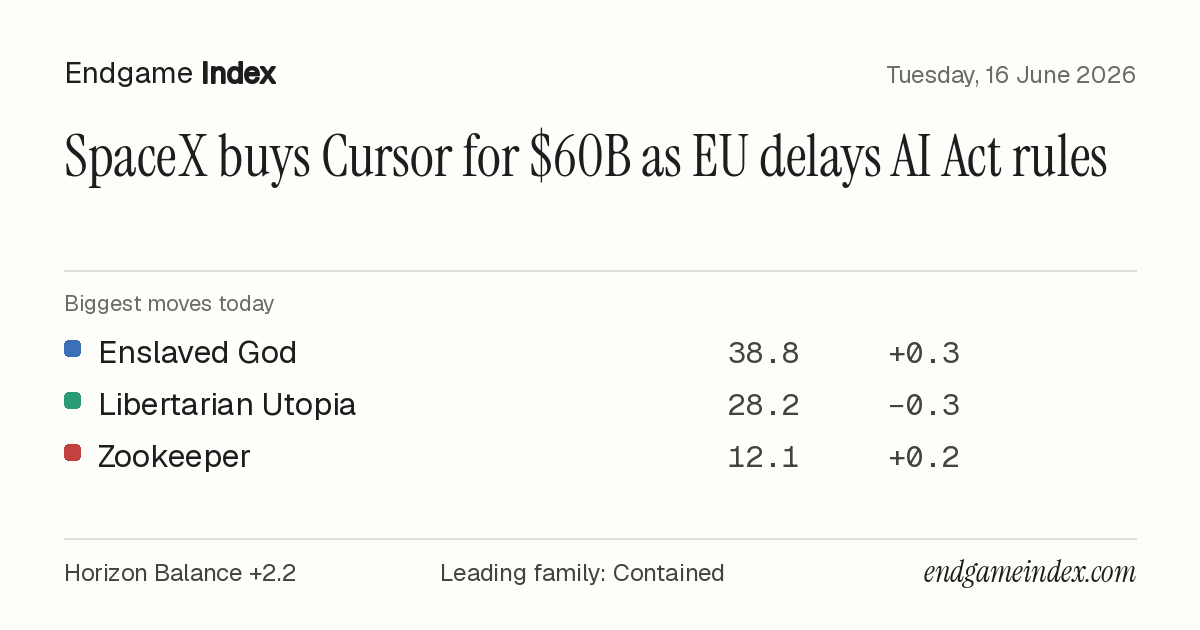 Endgame Index
Tuesday, 16 June 2026
SpaceX buys Cursor for $60B as EU delays AI Act rules
Biggest moves today
Enslaved God 38.8 +0.3
Libertarian Utopia 28.2 −0.3
Zookeeper 12.1 +0.2
Horizon Balance +2.2
Leading family: Contained
endgameindex.com